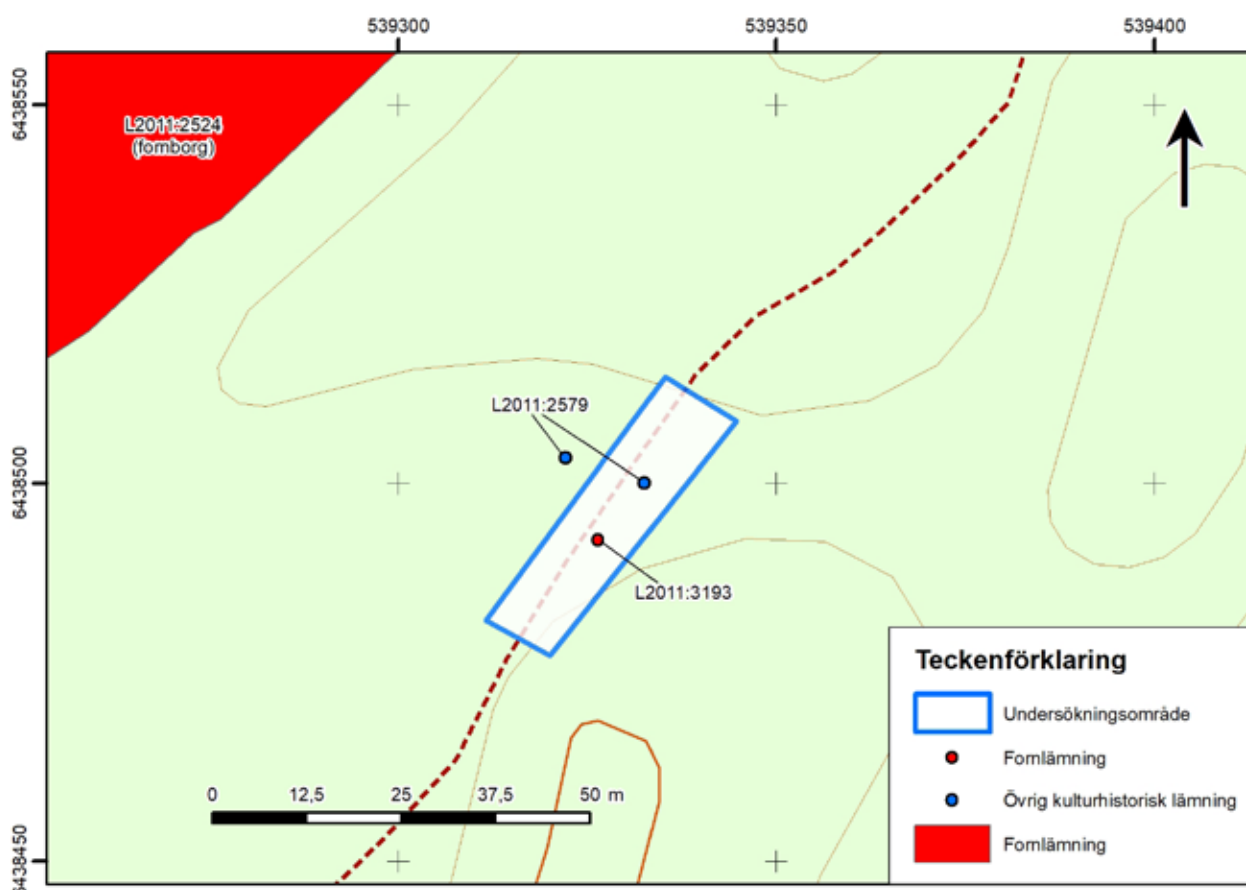 539300
539350
539400
6438550
6438500
6438450
L2011:2524
(fornborg)
L2011:2579
L2011:3193
0 12,5 25 37,5 50 m
Teckenförklaring
Undersökningsområde
Fornlämning
Övrig kulturhistorisk lämning
Fornlämning